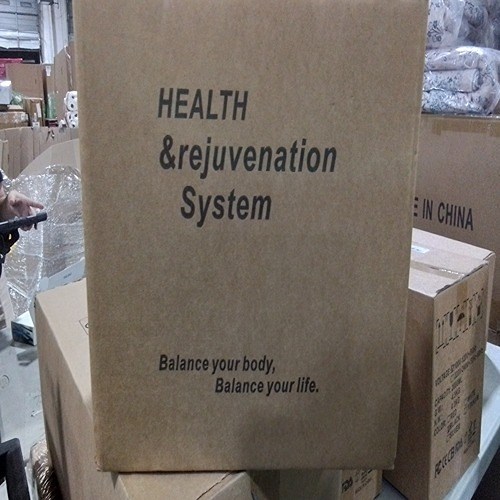 HEALTH
&rejuvenation
System
Balance your body,
Balance your life.
E IN CHINA